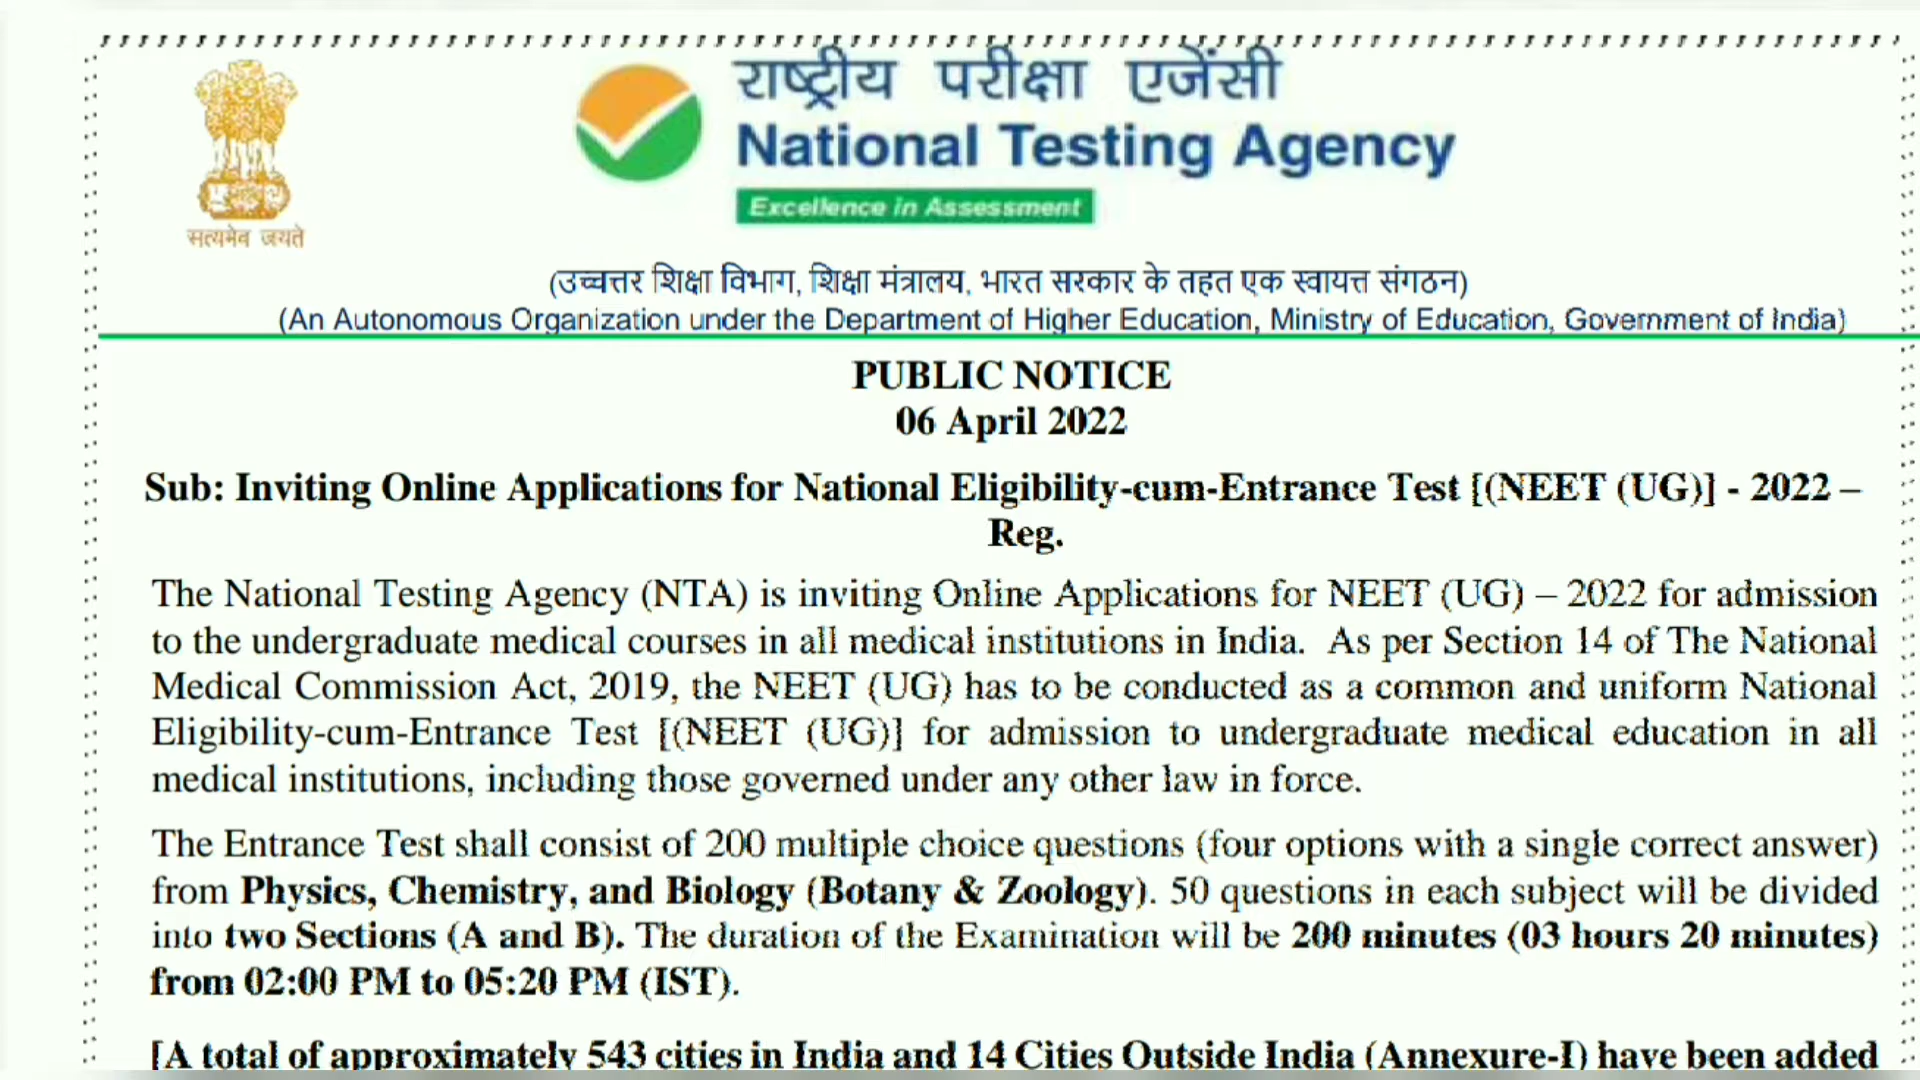 राष्ट्रीय परीक्षा एजेंसी
National Testing Agency
Excellence in Assessment
सत्यमेव जयते
(उच्चत्तर शिक्षा विभाग, शिक्षा मंत्रालय, भारत सरकार के तहत एक स्वायत्त संगठन)
(An Autonomous Organization under the Department of Higher Education, Ministry of Education, Government of India)
PUBLIC NOTICE
06 April 2022
Sub: Inviting Online Applications for National Eligibility-cum-Entrance Test [(NEET (UG)] - 2022 –
Reg.
The National Testing Agency (NTA) is inviting Online Applications for NEET (UG) – 2022 for admission
to the undergraduate medical courses in all medical institutions in India. As per Section 14 of The National
Medical Commission Act, 2019, the NEET (UG) has to be conducted as a common and uniform National
Eligibility-cum-Entrance Test [(NEET (UG)] for admission to undergraduate medical education in all
medical institutions, including those governed under any other law in force.
The Entrance Test shall consist of 200 multiple choice questions (four options with a single correct answer)
from Physics, Chemistry, and Biology (Botany & Zoology). 50 questions in each subject will be divided
into two Sections (A and B). The duration of the Examination will be 200 minutes (03 hours 20 minutes)
from 02:00 PM to 05:20 PM (IST).
[A total of approximately 543 cities in India and 14 Cities Outside India (Annexure-I) have been added